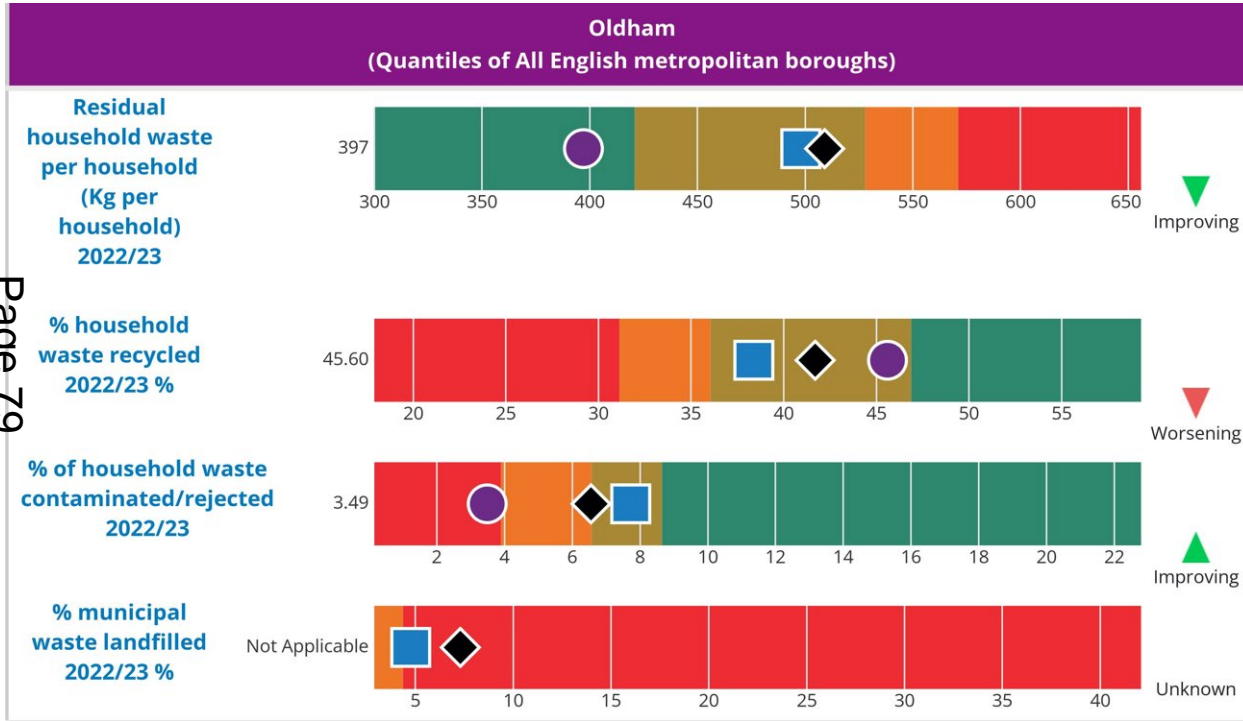 Oldham
(Quantiles of All English metropolitan boroughs)
Residual
household waste
per household
(Kg per
household)
2022/23
397
300 350 400 450 500 550 600 650
Improving
% household
waste recycled
2022/23 %
45.60
20 25 30 35 40 45 50 55
Worsening
Page 79
% of household waste
contaminated/rejected
2022/23
3.49
2 4 6 8 10 12 14 16 18 20 22
Improving
% municipal
waste landfilled
2022/23 %
Not Applicable
5 10 15 20 25 30 35 40
Unknown